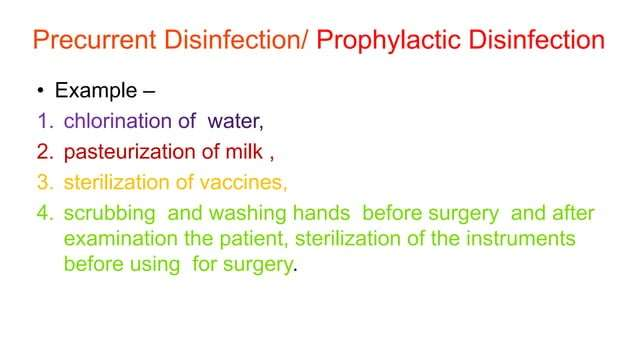 Precurrent Disinfection/ Prophylactic Disinfection
• Example –
1. chlorination of water,
2. pasteurization of milk ,
3. sterilization of vaccines,
4. scrubbing and washing hands before surgery and after
examination the patient, sterilization of the instruments
before using for surgery.